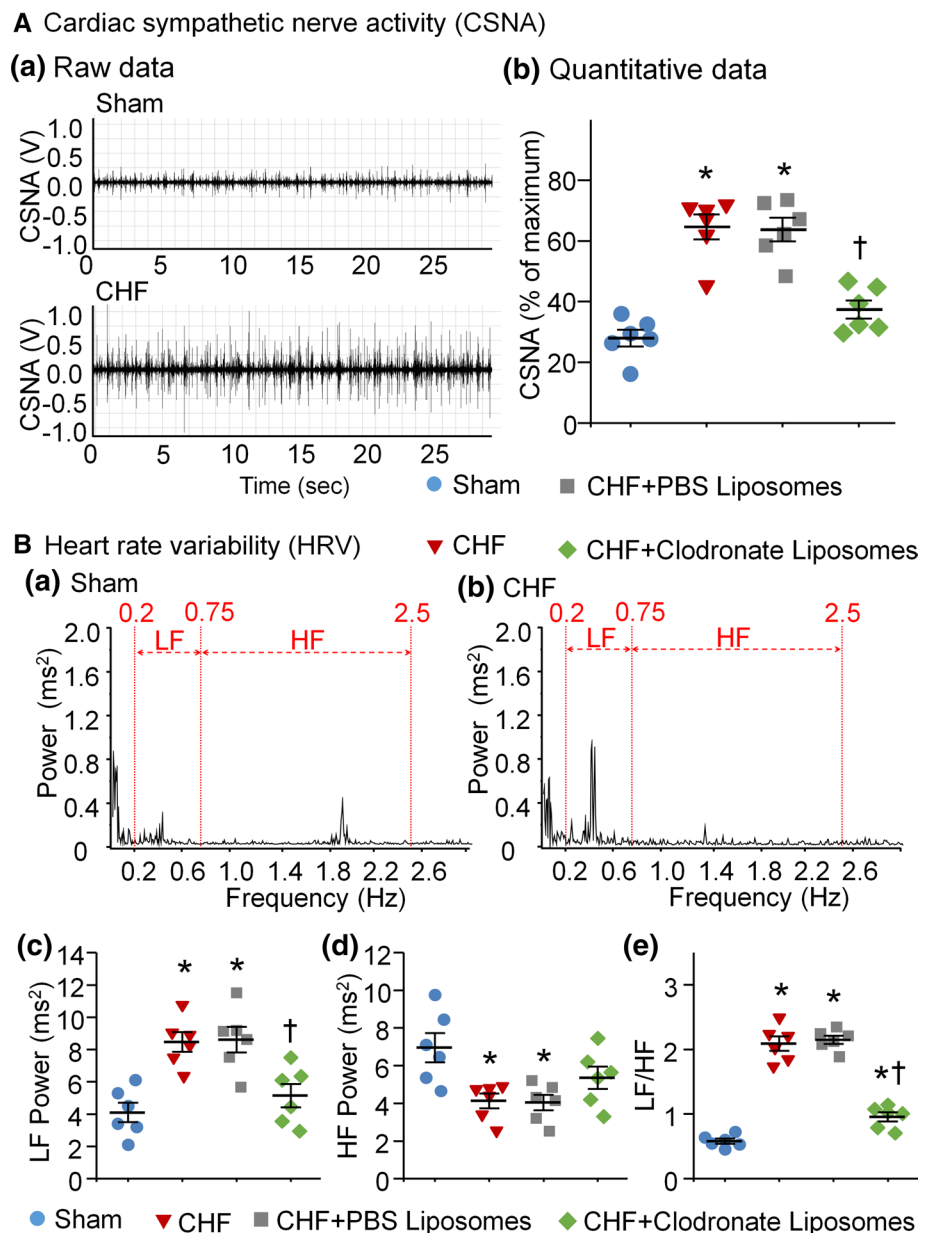 A Cardiac sympathetic nerve activity (CSNA)
(a) Raw data
Sham
CSNA (V)
1.0
0.5
0.0
-0.5
-1.0
0 5 10 15 20 25
CHF
CSNA (V)
1.0
0.5
0.0
-0.5
-1.0
0 5 10 15 20 25
Time (sec)
(b) Quantitative data
CSNA (% of maximum)
80
60
40
20
0
*
*
†
Sham
CHF+PBS Liposomes
CHF
CHF+Clodronate Liposomes
B Heart rate variability (HRV)
(a) Sham
0.2 0.75 2.5
LF HF
Power (ms²)
2.0
1.6
1.2
0.8
0.4
0
0.2 0.6 1.0 1.4 1.8 2.2 2.6
Frequency (Hz)
(b) CHF
0.2 0.75 2.5
LF HF
Power (ms²)
2.0
1.6
1.2
0.8
0.4
0
0.2 0.6 1.0 1.4 1.8 2.2 2.6
Frequency (Hz)
(c)
LF Power (ms²)
14
12
10
8
6
4
2
0
*
*
†
(d)
HF Power (ms²)
12
10
8
6
4
2
0
*
*
(e)
LF/HF
3
2
1
0
*
*
*†
Sham CHF CHF+PBS Liposomes CHF+Clodronate Liposomes